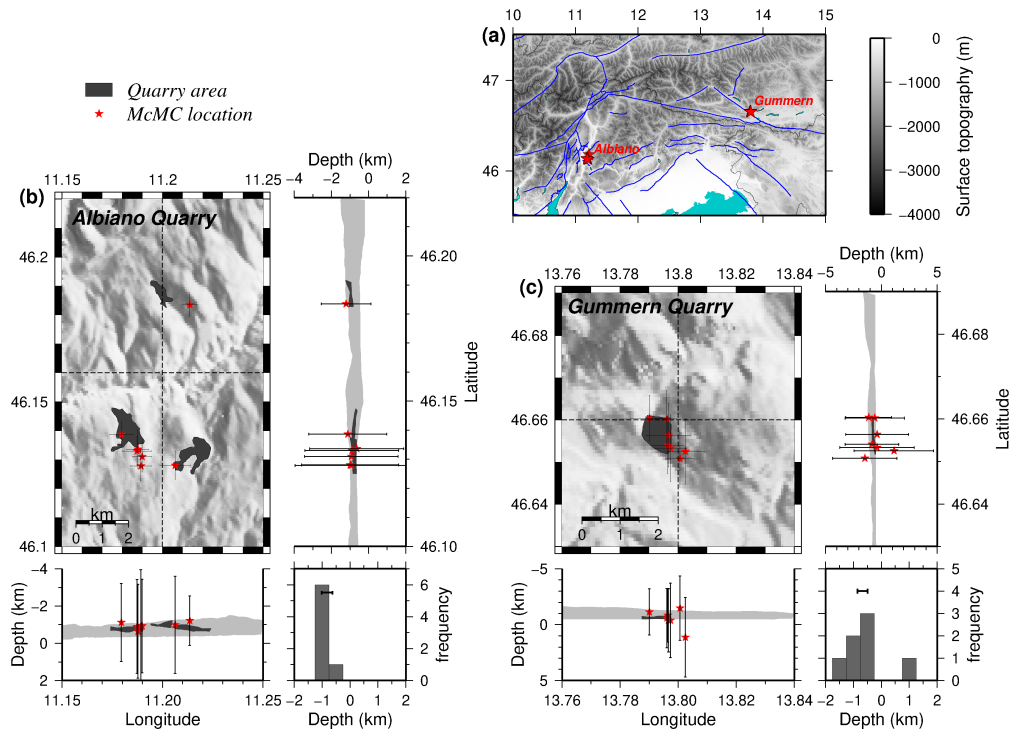 10 11 12 13 14 15
(a)
47
46
Gummern
Albiano
0
−1000
−2000
−3000
−4000
Surface topography (m)
Quarry area
McMC location
(b)
11.15 11.2 11.25
Albiano Quarry
46.2
46.15
46.1
km
0 1 2
Depth (km)
−4 −2 0 2
46.20
46.15
46.10
Latitude
−4
−2
0
2
Depth (km)
11.15 11.20 11.25
Longitude
6
5
4
3
2
1
0
frequency
−2 −1 0 1 2
Depth (km)
(c)
13.76 13.78 13.8 13.82 13.84
Gummern Quarry
46.68
46.66
46.64
km
0 1 2
Depth (km)
−5 0 5
46.68
46.66
46.64
Latitude
−5
0
5
Depth (km)
13.76 13.78 13.80 13.82 13.84
Longitude
5
4
3
2
1
0
frequency
−2 −1 0 1 2
Depth (km)